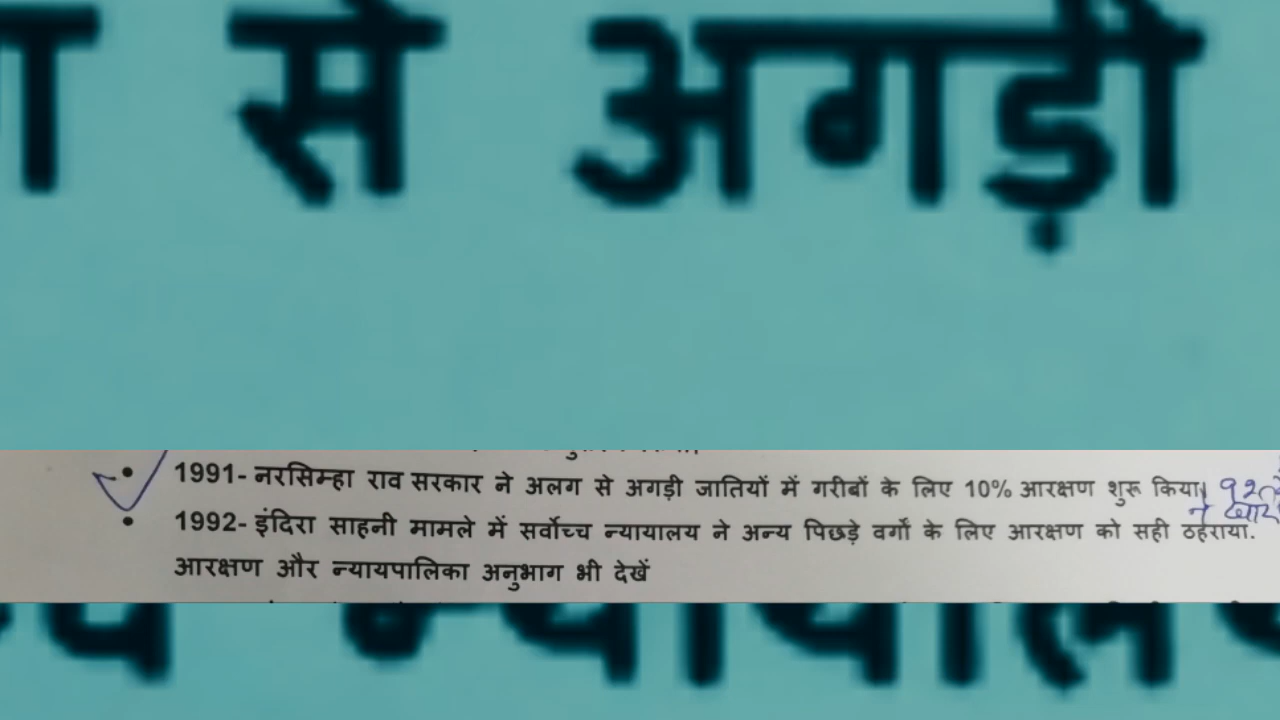 से अगड़ी
1991- नरसिम्हा राव सरकार ने अलग से अगड़ी जातियों में गरीबों के लिए 10% आरक्षण शुरू किया।
1992- इंदिरा साहनी मामले में सर्वोच्च न्यायालय ने अन्य पिछड़े वर्गों के लिए आरक्षण को सही ठहराया.
आरक्षण और न्यायपालिका अनुभाग भी देखें